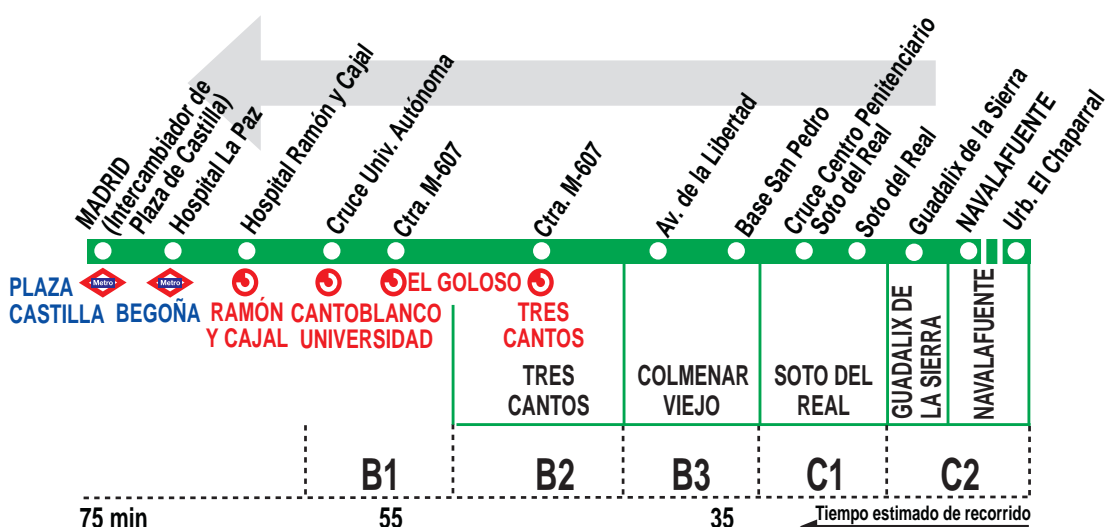 MADRID
(Intercambiador de
Plaza de Castilla)
Hospital La Paz
Hospital Ramón y Cajal
Cruce Univ. Autónoma
Ctra. M-607
Ctra. M-607
Av. de la Libertad
Base San Pedro
Cruce Centro Penitenciario
Soto del Real
Soto del Real
Guadalix de la Sierra
NAVALAFUENTE
Urb. El Chaparral
Metro
PLAZA
CASTILLA
Metro
BEGOÑA
RAMÓN
Y CAJAL
CANTOBLANCO
UNIVERSIDAD
EL GOLOSO
TRES
CANTOS
TRES
CANTOS
COLMENAR
VIEJO
SOTO DEL
REAL
GUADALIX DE
LA SIERRA
NAVALAFUENTE
B1
B2
B3
C1
C2
75 min
55
35
Tiempo estimado de recorrido